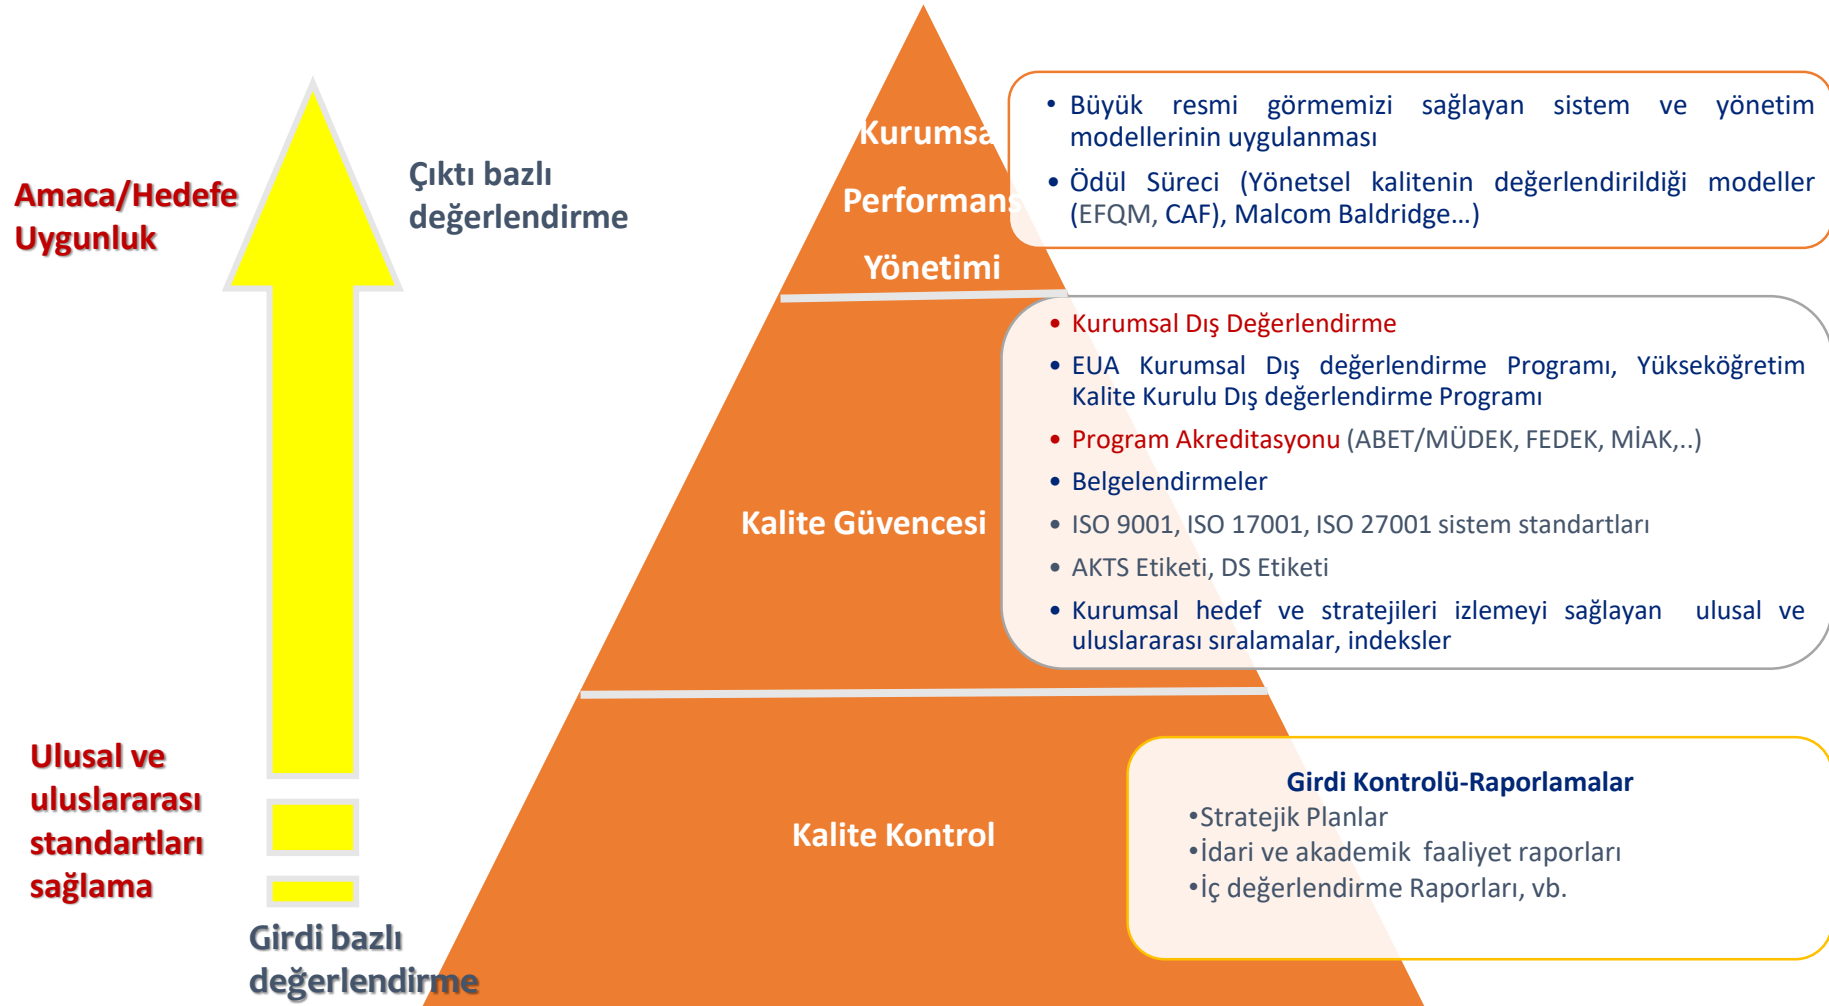 Amaca/Hedefe
Uygunluk
Çıktı bazlı
değerlendirme
Ulusal ve
uluslararası
standartları
sağlama
Girdi bazlı
değerlendirme
Kurumsa
Performans
Yönetimi
• Büyük resmi görmemizi sağlayan sistem ve yönetim
modellerinin uygulanması
• Ödül Süreci (Yönetsel kalitenin değerlendirildiği modeller
(EFQM, CAF), Malcom Baldridge...)
Kalite Güvencesi
• Kurumsal Dış Değerlendirme
• EUA Kurumsal Dış değerlendirme Programı, Yükseköğretim
Kalite Kurulu Dış değerlendirme Programı
• Program Akreditasyonu (ABET/MÜDEK, FEDEK, MİAK,..)
• Belgelendirmeler
• ISO 9001, ISO 17001, ISO 27001 sistem standartları
• AKTS Etiketi, DS Etiketi
• Kurumsal hedef ve stratejileri izlemeyi sağlayan ulusal ve
uluslararası sıralamalar, indeksler
Kalite Kontrol
Girdi Kontrolü-Raporlamalar
•Stratejik Planlar
•İdari ve akademik faaliyet raporları
•İç değerlendirme Raporları, vb.